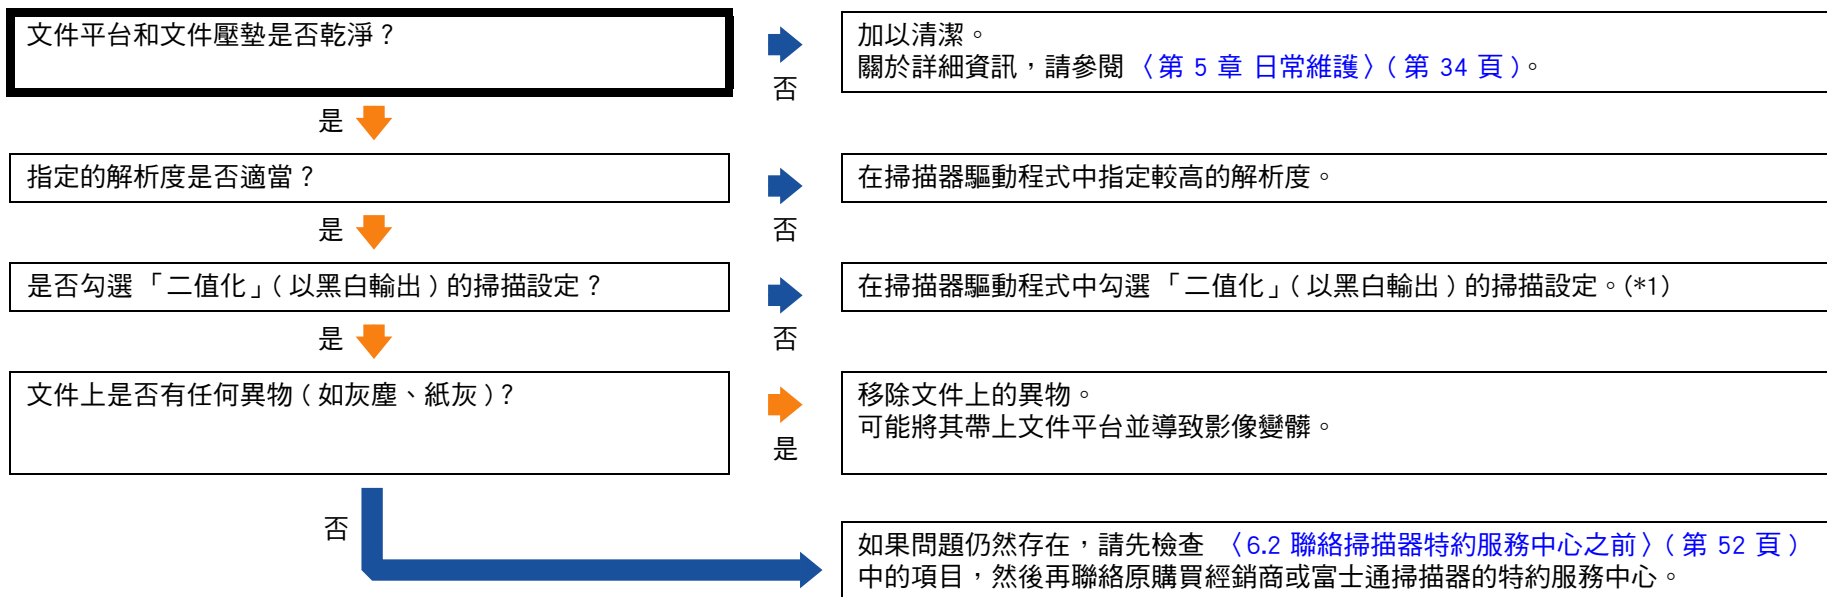 文件平台和文件壓墊是否乾淨？
否
加以清潔。
關於詳細資訊，請參閱 〈第 5 章 日常維護〉( 第 34 頁 )。
是
指定的解析度是否適當？
否
在掃描器驅動程式中指定較高的解析度。
是
是否勾選 「二值化」( 以黑白輸出 ) 的掃描設定？
否
在掃描器驅動程式中勾選 「二值化」( 以黑白輸出 ) 的掃描設定。(*1)
是
文件上是否有任何異物 ( 如灰塵、紙灰 )？
是
移除文件上的異物。
可能將其帶上文件平台並導致影像變髒。
否
如果問題仍然存在，請先檢查 〈6.2 聯絡掃描器特約服務中心之前〉( 第 52 頁 )
中的項目，然後再聯絡原購買經銷商或富士通掃描器的特約服務中心。